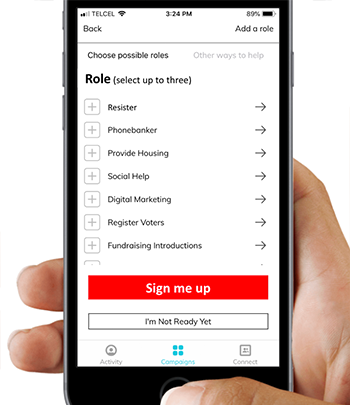 TELCEL 3:24 PM 89%
Back Add a role
Choose possible roles Other ways to help
Role (select up to three)
Resister
Phonebanker
Provide Housing
Social Help
Digital Marketing
Register Voters
Fundraising Introductions
Sign me up
I'm Not Ready Yet
Activity Campaigns Connect